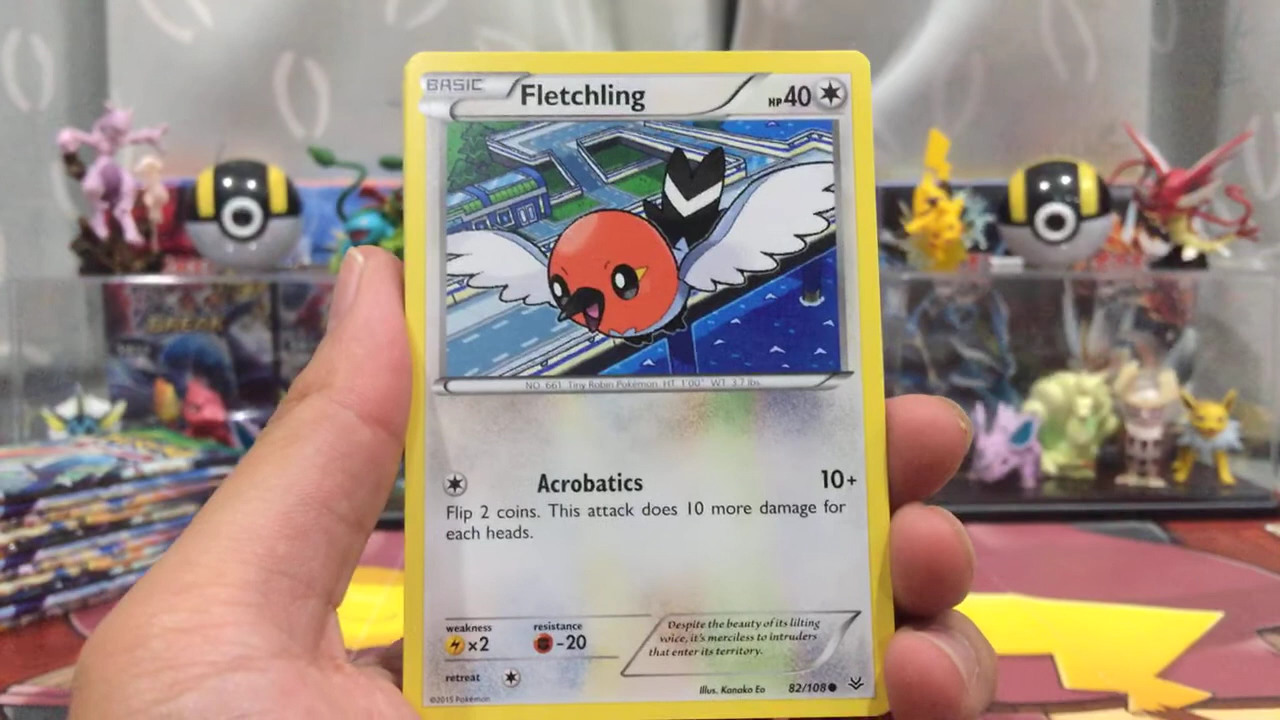 BASIC
Fletchling
HP40
NO. 661 Tiny Robin Pokémon HT: 1'00" WT: 3.7 lbs.
Acrobatics 10+
Flip 2 coins. This attack does 10 more damage for
each heads.
weakness
×2
resistance
-20
Despite the beauty of its lilting
voice, it's merciless to intruders
that enter its territory.
retreat
©2015 Pokémon
Illus. Kanako Eo 82/108
BREAK